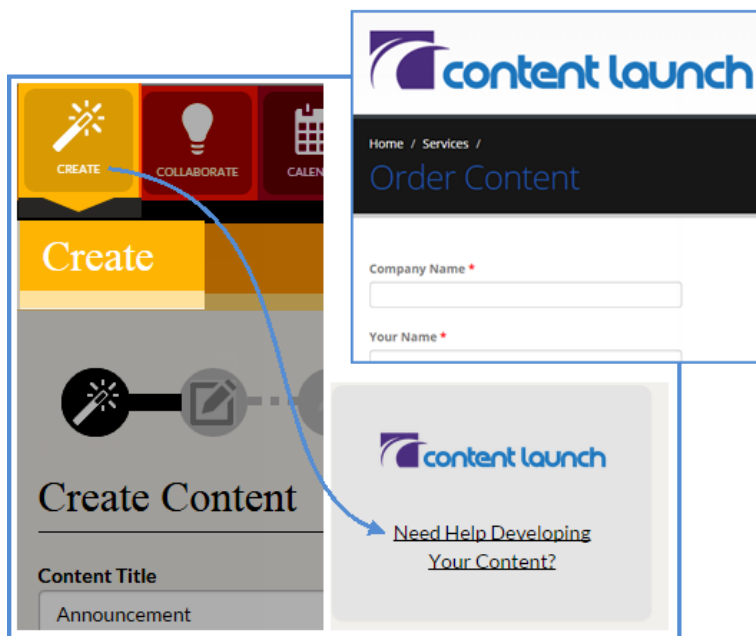 content launch
Home / Services /
Order Content
Company Name *
Your Name *
CREATE
COLLABORATE
CALEN
Create
Create Content
Content Title
Announcement
content launch
Need Help Developing
Your Content?